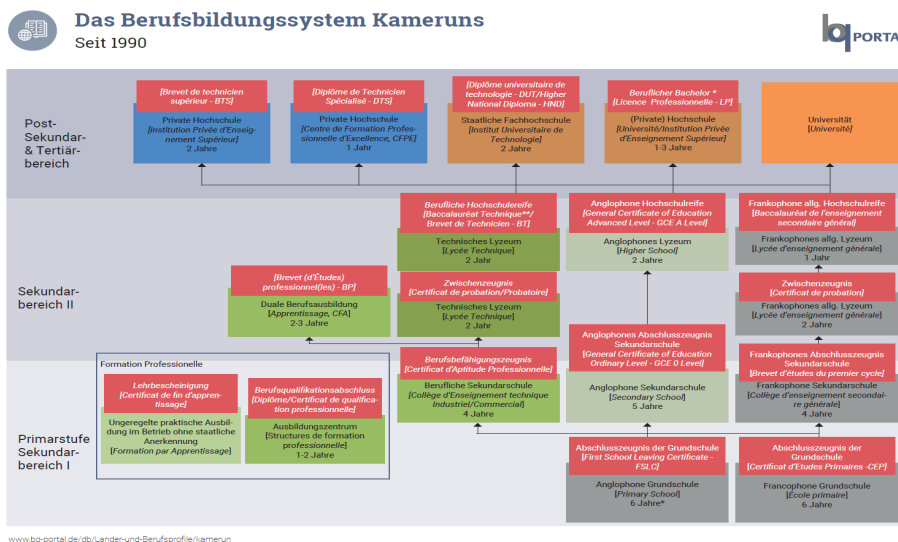 Das Berufsbildungssystem Kameruns
Seit 1990
bq PORTAL
Post-
Sekundar-
& Tertiär-
bereich
[Brevet de technicien
supérieur - BTS]
Private Hochschule
[Institution Privée d'Enseig-
nement Supérieur]
2 Jahre
[Diplôme de Technicien
Spécialisé - DTS]
Private Hochschule
[Centre de Formation Profes-
sionnelle d'Excellence, CFPE]
1 Jahr
[Diplôme universitaire de
technologie - DUT/Higher
National Diploma - HND]
Staatliche Fachhochschule
[Institut Universitaire de
Technologie]
2 Jahre
Beruflicher Bachelor *
[Licence Professionnelle - LP]
(Private) Hochschule
[Université/Institution Privée
d'Enseignement Supérieur]
1-3 Jahre
Universität
[Université]
Sekundar-
bereich II
Berufliche Hochschulereife
[Baccalauréat Technique**/
Brevet de Technicien - BT]
Technisches Lyzeum
[Lycée Technique]
2 Jahr
Anglophone Hochschulreife
[General Certificate of Education
Advanced Level - GCE A Level]
Anglophones Lyzeum
[Higher School]
2 Jahre
Frankophone allg. Hochschulreife
[Baccalauréat de l'enseignement
secondaire général]
Frankophones allg. Lyzeum
[Lycée d'enseignement générale]
1 Jahr
[Brevet (d'Études)
professionnel(les) - BP]
Duale Berufsausbildung
[Apprentissage, CFA]
2-3 Jahre
Zwischenzeugnis
[Certificat de probation/Probatoire]
Technisches Lyzeum
[Lycée Technique]
2 Jahr
Zwischenzeugnis
[Certificat de probation]
Frankophones allg. Lyzeum
[Lycée d'enseignement générale]
2 Jahre
Primarstufe
Sekundar-
bereich I
Formation Professionelle
Lehrbescheinigung
[Certificat de fin d'appren-
tissage]
Ungeregelte praktische Ausbil-
dung im Betrieb ohne staatliche
Anerkennung
[Formation par Apprentissage]
Berufsqualifikationsabschluss
[Diplôme/Certificat de qualifica-
tion professionelle]
Ausbildungszentrum
[Structures de formation
professionelle]
1-2 Jahre
Berufsbefähigungszeugnis
[Certificat d'Aptitude Professionelle]
Berufliche Sekundarschule
[Collège d'Enseignement technique
Industriel/Commercial]
4 Jahre
Anglophones Abschlusszeugnis
Sekundarschule
[General Certificate of Education
Ordinary Level - GCE 0 Level]
Anglophone Sekundarschule
[Secondary School]
5 Jahre
Frankophones Abschlusszeugnis
Sekundarschule
[Brevet d'études du premier cycle]
Frankophone Sekundarschule
[Collège d'enseignement secondai-
re générale]
4 Jahre
Abschlusszeugnis der Grundschule
[First School Leaving Certificate -
FSLC]
Anglophone Grundschule
[Primary School]
6 Jahre*
Abschlusszeugnis der
Grundschule
[Certificat d'Etudes Primaires -CEP]
Francophone Grundschule
[École primaire]
6 Jahre
www.bq-portal.de/db/Lander-und-Berufsprofile/kamerun